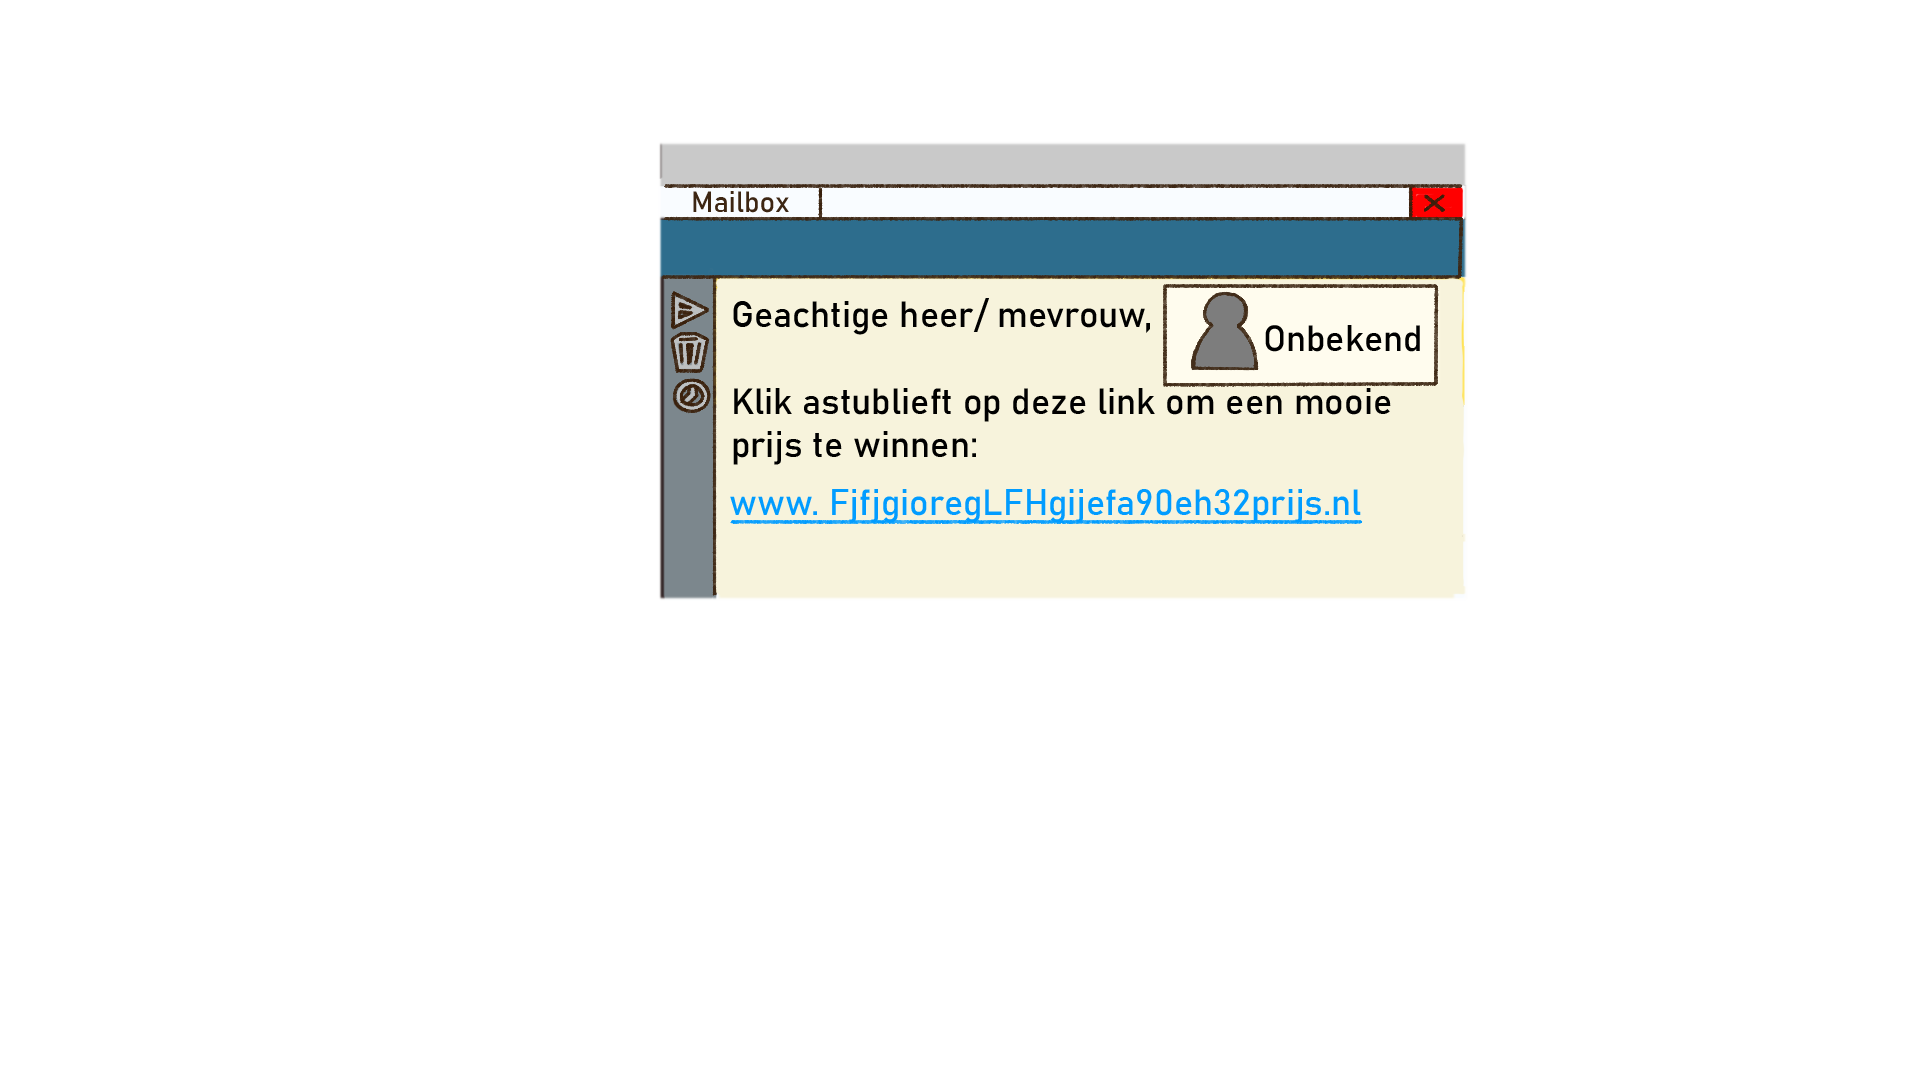 Mailbox
Geachtige heer/ mevrouw,
Onbekend
Klik astublieft op deze link om een mooie
prijs te winnen:
www. FjfjgioregLFHgijefa90eh32prijs.nl